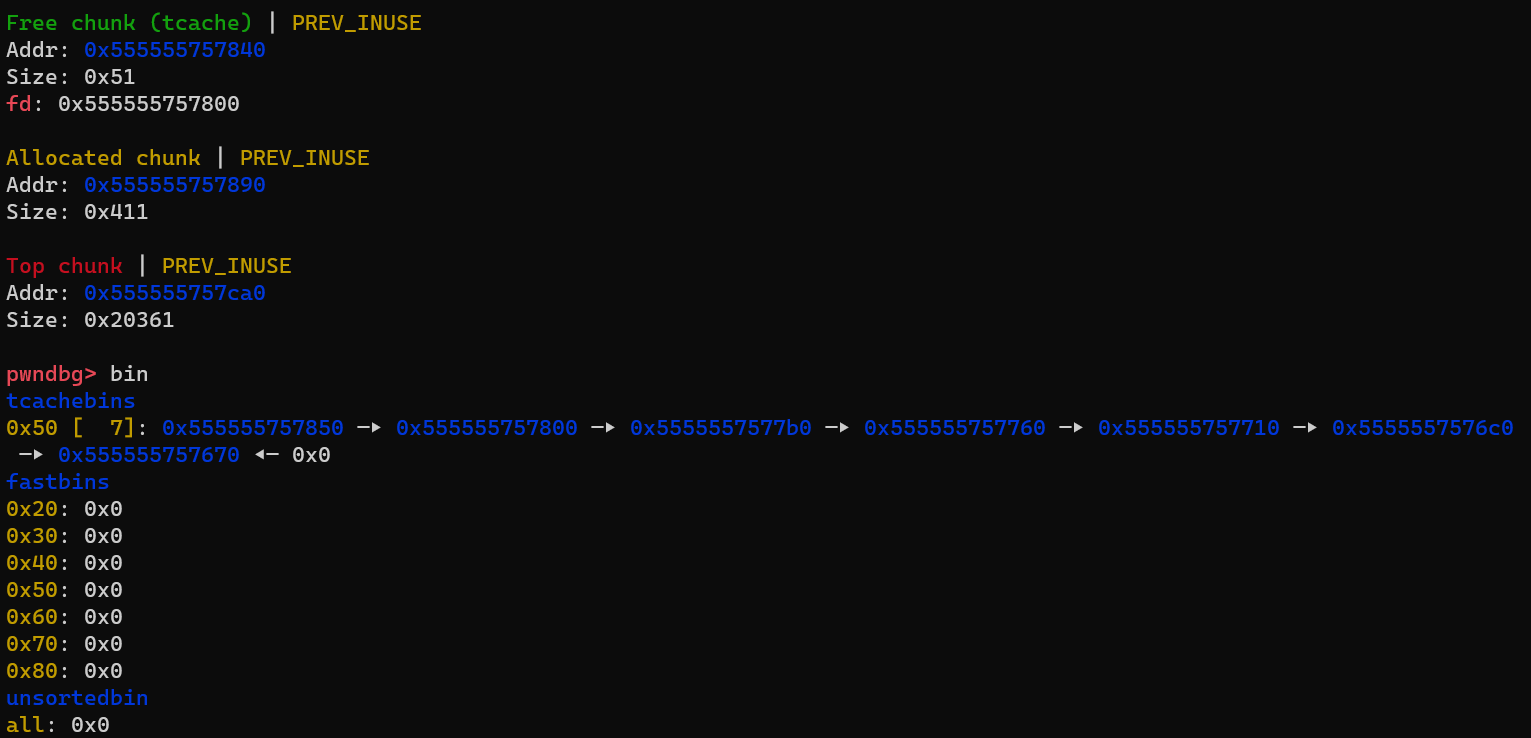 Free chunk (tcache) | PREV_INUSE
Addr: 0x555555757840
Size: 0x51
fd: 0x555555757800
Allocated chunk | PREV_INUSE
Addr: 0x555555757890
Size: 0x411
Top chunk | PREV_INUSE
Addr: 0x555555757ca0
Size: 0x20361
pwndbg> bin
tcachebins
0x50 [  7]: 0x555555757850 —▸ 0x555555757800 —▸ 0x5555557577b0 —▸ 0x555555757760 —▸ 0x555555757710 —▸ 0x5555557576c0
—▸ 0x555555757670 ◂— 0x0
fastbins
0x20: 0x0
0x30: 0x0
0x40: 0x0
0x50: 0x0
0x60: 0x0
0x70: 0x0
0x80: 0x0
unsortedbin
all: 0x0